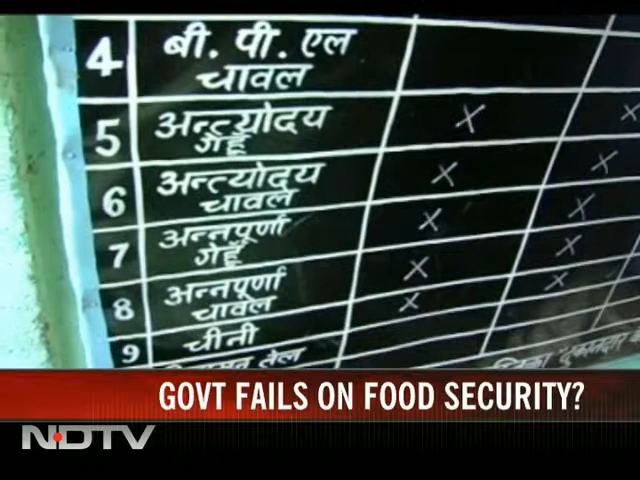 4 बी. पी. एल
चावल
5 अन्त्योदय
गेहूँ
6 अन्त्योदय
चावल
7 अन्नपूर्णा
गेहूँ
8 अन्नपूर्णा
चावल
9 चीनी
तेल
दुकानदार
GOVT FAILS ON FOOD SECURITY?
NDTV